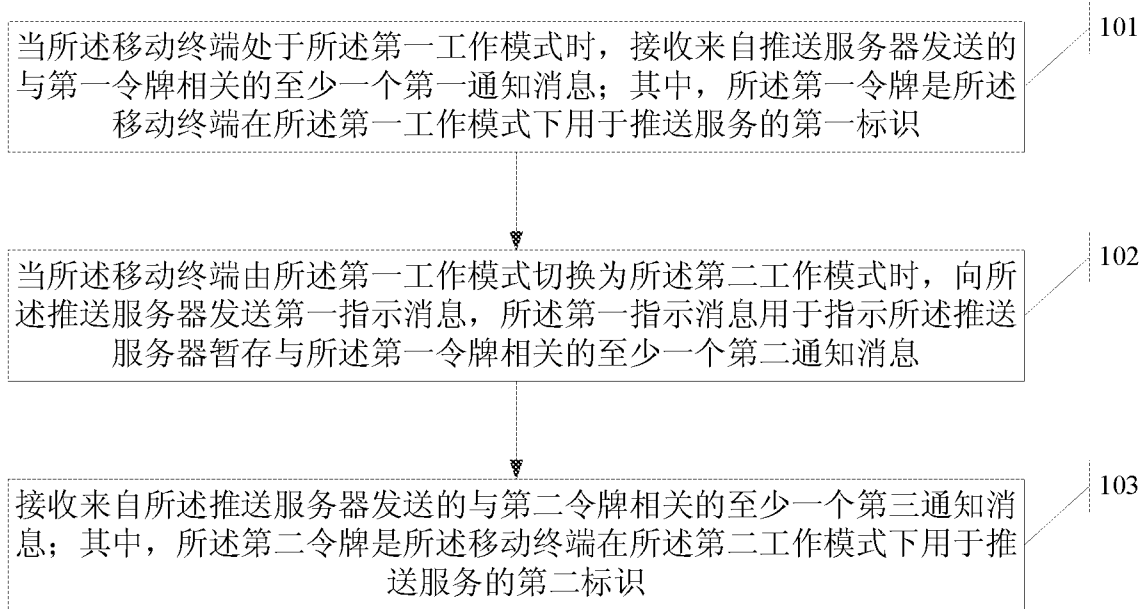 当所述移动终端处于所述第一工作模式时，接收来自推送服务器发送的
与第一令牌相关的至少一个第一通知消息；其中，所述第一令牌是所述
移动终端在所述第一工作模式下用于推送服务的第一标识
101
当所述移动终端由所述第一工作模式切换为所述第二工作模式时，向所
述推送服务器发送第一指示消息，所述第一指示消息用于指示所述推送
服务器暂存与所述第一令牌相关的至少一个第二通知消息
102
接收来自所述推送服务器发送的与第二令牌相关的至少一个第三通知消
息；其中，所述第二令牌是所述移动终端在所述第二工作模式下用于推
送服务的第二标识
103